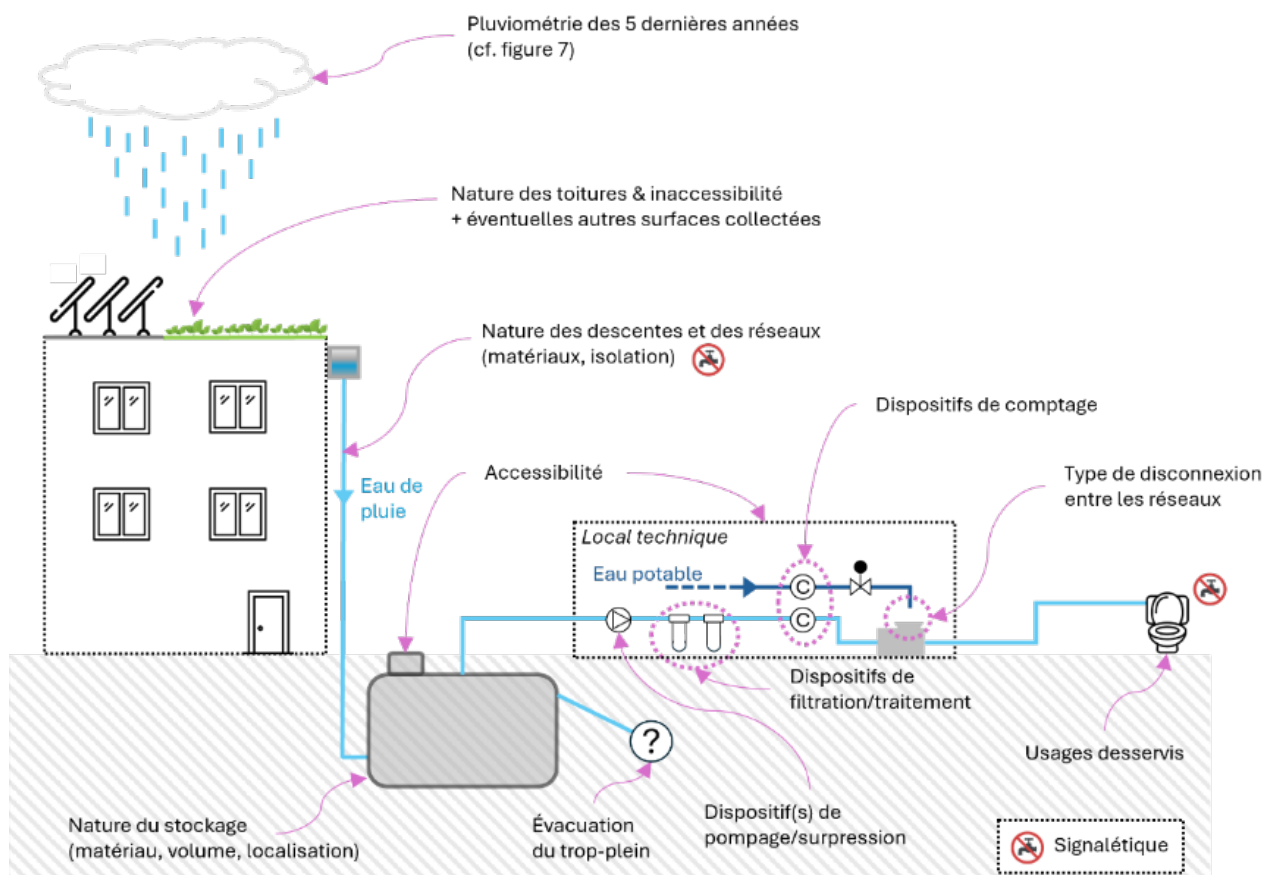 Pluviométrie des 5 dernières années
(cf. figure 7)
Nature des toitures & inaccessibilité
+ éventuelles autres surfaces collectées
Nature des descentes et des réseaux
(matériaux, isolation)
Dispositifs de comptage
Accessibilité
Type de disconnexion
entre les réseaux
Eau de
pluie
Local technique
Eau potable
C
C
Dispositifs de
filtration/traitement
?
Usages desservis
Nature du stockage
(matériau, volume, localisation)
Évacuation
du trop-plein
Dispositif(s) de
pompage/surpression
Signalétique